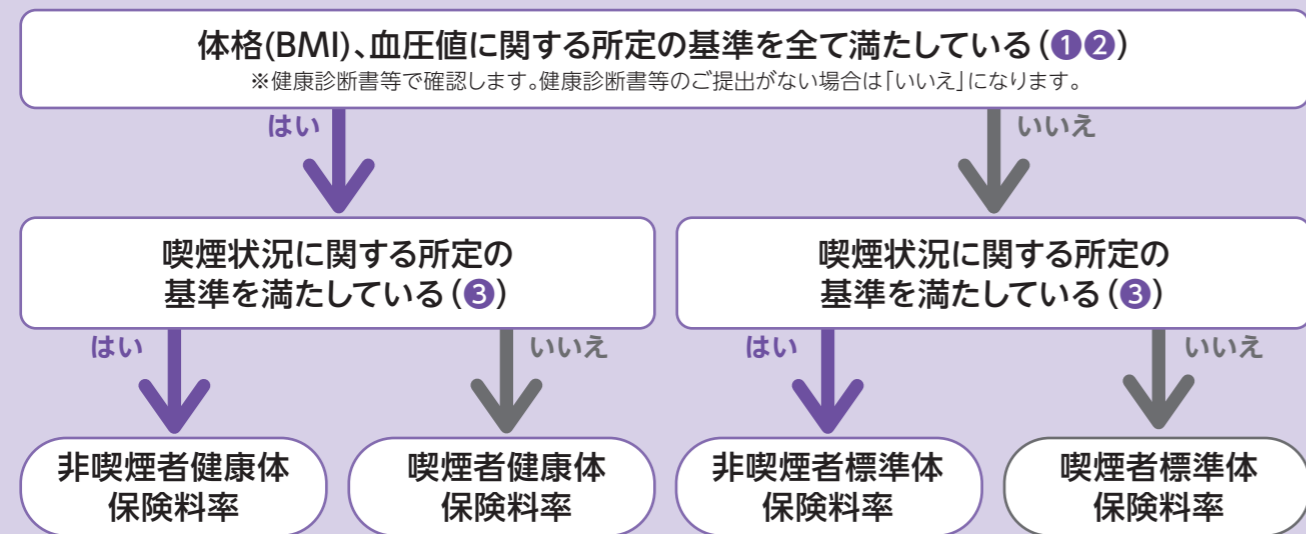 体格(BMI)、血圧値に関する所定の基準を全て満たしている(❶❷)
※健康診断書等で確認します。健康診断書等のご提出がない場合は「いいえ」になります。
はい
いいえ
喫煙状況に関する所定の
基準を満たしている(❸)
喫煙状況に関する所定の
基準を満たしている(❸)
はい
いいえ
はい
いいえ
非喫煙者健康体
保険料率
喫煙者健康体
保険料率
非喫煙者標準体
保険料率
喫煙者標準体
保険料率